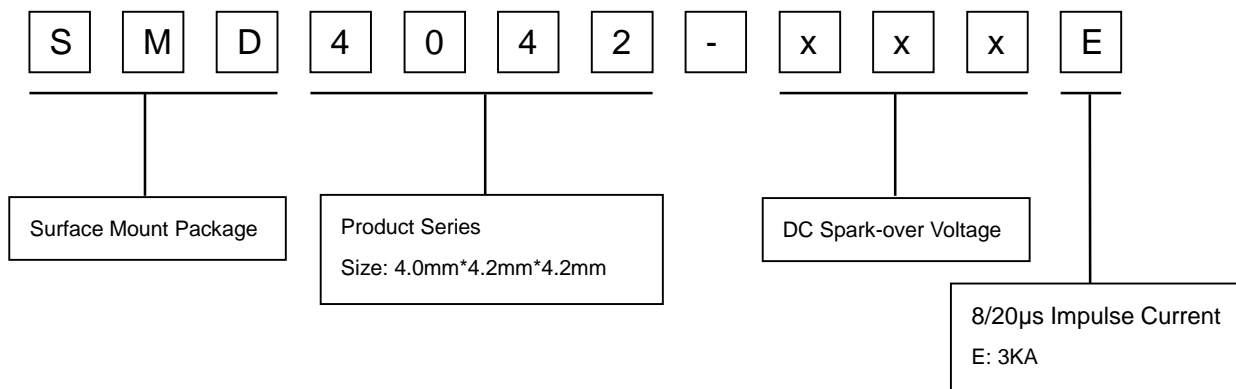 S M D 4 0 4 2 - x x x E
Surface Mount Package
Product Series
Size: 4.0mm*4.2mm*4.2mm
DC Spark-over Voltage
8/20μs Impulse Current
E: 3KA